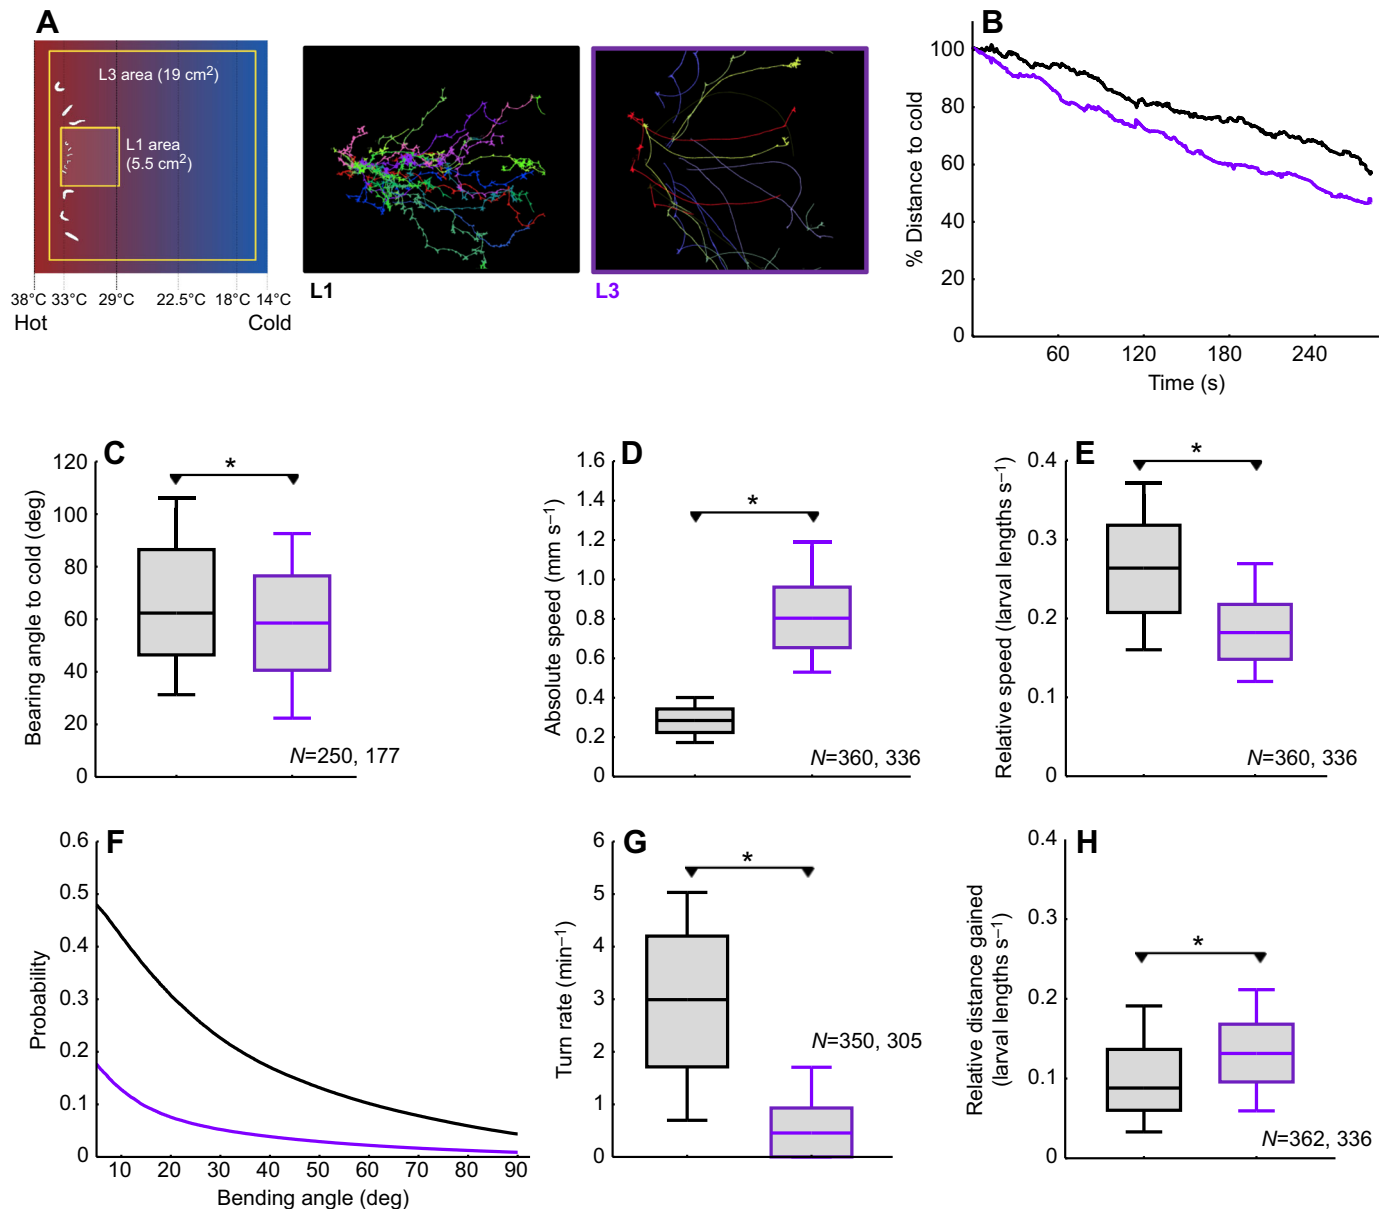 A
L3 area (19 cm²)
L1 area
(5.5 cm²)
38°C 33°C 29°C 22.5°C 18°C 14°C
Hot Cold
L1
L3
B
% Distance to cold
100
80
60
40
20
0
60 120 180 240
Time (s)
C
Bearing angle to cold (deg)
120
100
80
60
40
20
0
*
N=250, 177
D
Absolute speed (mm s⁻¹)
1.6
1.4
1.2
1.0
0.8
0.6
0.4
0.2
0
*
N=360, 336
E
Relative speed (larval lengths s⁻¹)
0.4
0.3
0.2
0.1
0
*
N=360, 336
F
Probability
0.6
0.5
0.4
0.3
0.2
0.1
0
10 20 30 40 50 60 70 80 90
Bending angle (deg)
G
Turn rate (min⁻¹)
6
5
4
3
2
1
0
*
N=350, 305
H
Relative distance gained
(larval lengths s⁻¹)
0.4
0.3
0.2
0.1
0
*
N=362, 336